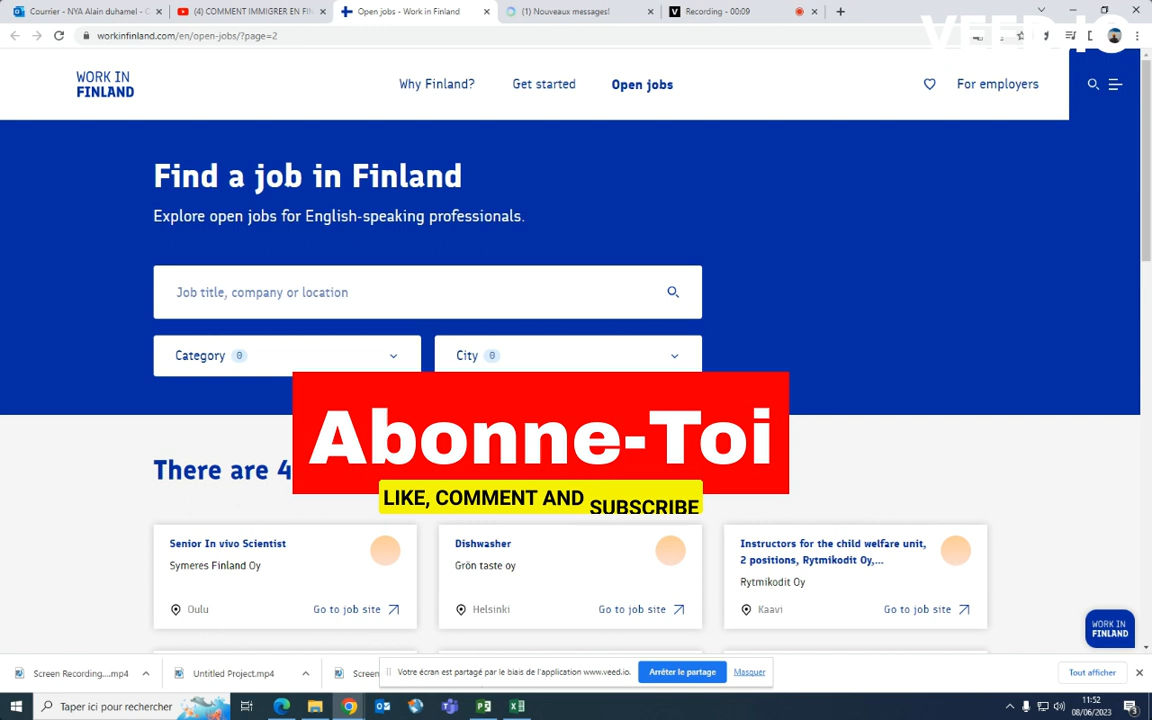 Courrier - NYA Alain duhamel - C
(4) COMMENT IMMIGRER EN FIN
Open jobs - Work in Finland
(1) Nouveaux messages!
Recording - 00:09
workinfinland.com/en/open-jobs/?page=2
VEED.IO
WORK IN
FINLAND
Why Finland?
Get started
Open jobs
For employers
Find a job in Finland
Explore open jobs for English-speaking professionals.
Job title, company or location
Category 0
City 0
Abonne-Toi
There are 4
LIKE, COMMENT AND SUBSCRIBE
Senior In vivo Scientist
Symeres Finland Oy
Oulu
Go to job site
Dishwasher
Grön taste oy
Helsinki
Go to job site
Instructors for the child welfare unit,
2 positions, Rytmikodit Oy,...
Rytmikodit Oy
Kaavi
Go to job site
WORK IN
FINLAND
Screen Recording....mp4
Untitled Project.mp4
Screen
Votre écran est partagé par le biais de l'application www.veed.io.
Arrêter le partage
Masquer
Tout afficher
Taper ici pour rechercher
11:52
08/06/2023
3